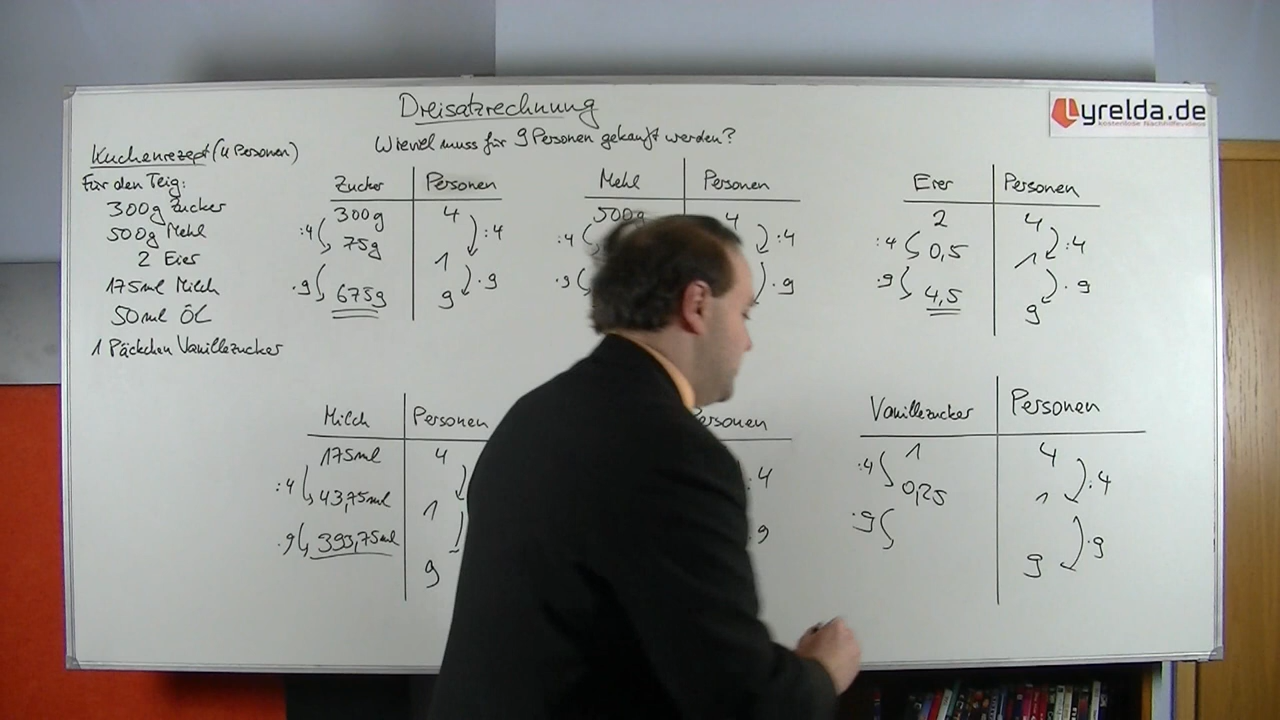 Dreisatzrechnung
Wieviel muss für 9 Personen gekauft werden?
Lyrelda.de
kostenlose Nachhilfevideos
Kuchenrezept (4 Personen)
Für den Teig:
300g Zucker
500g Mehl
2 Eier
175ml Milch
50ml Öl
1 Päckchen Vanillezucker
Zucker Personen
300g 4
:4 :4
75g 1
·9 ·9
675g 9
Mehl Personen
500g 4
:4 :4
·9 ·9
Eier Personen
2 4
:4 :4
0,5 1
·9 ·9
4,5 9
Milch Personen
175ml 4
:4
43,75ml 1
·9
393,75ml 9
Personen
:4
·9
Vanillezucker Personen
1 4
:4 :4
0,25 1
·9 ·9
9